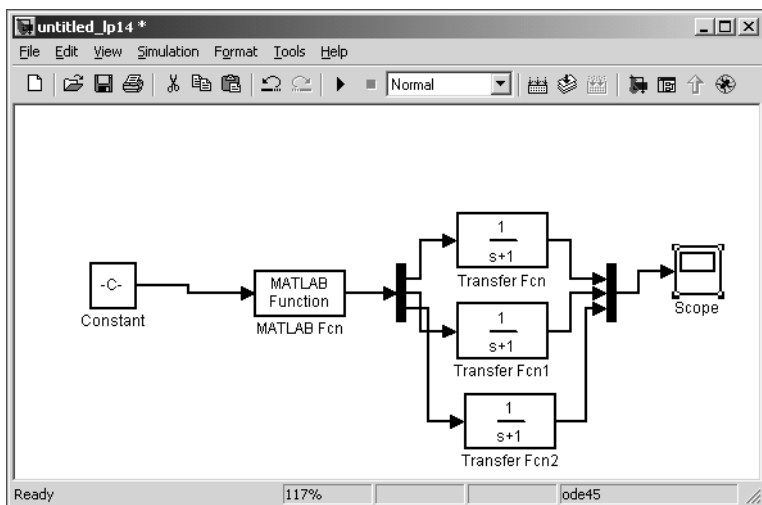 untitled_lp14 *
File Edit View Simulation Format Tools Help
Normal
1
s+1
Transfer Fcn
-C-
Constant
MATLAB
Function
MATLAB Fcn
1
s+1
Transfer Fcn1
Scope
1
s+1
Transfer Fcn2
Ready 117% ode45